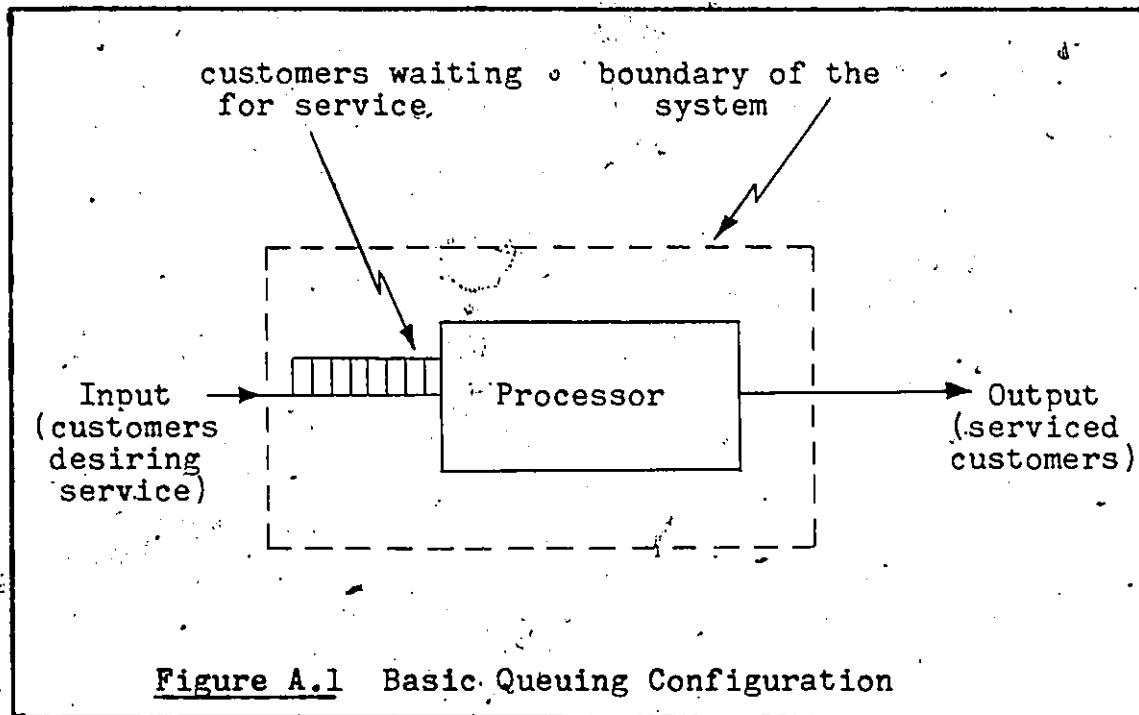 customers waiting
for service
boundary of the
system
Input
(customers
desiring
service)
Processor
Output
(serviced
customers)
Figure A.1 Basic Queuing Configuration